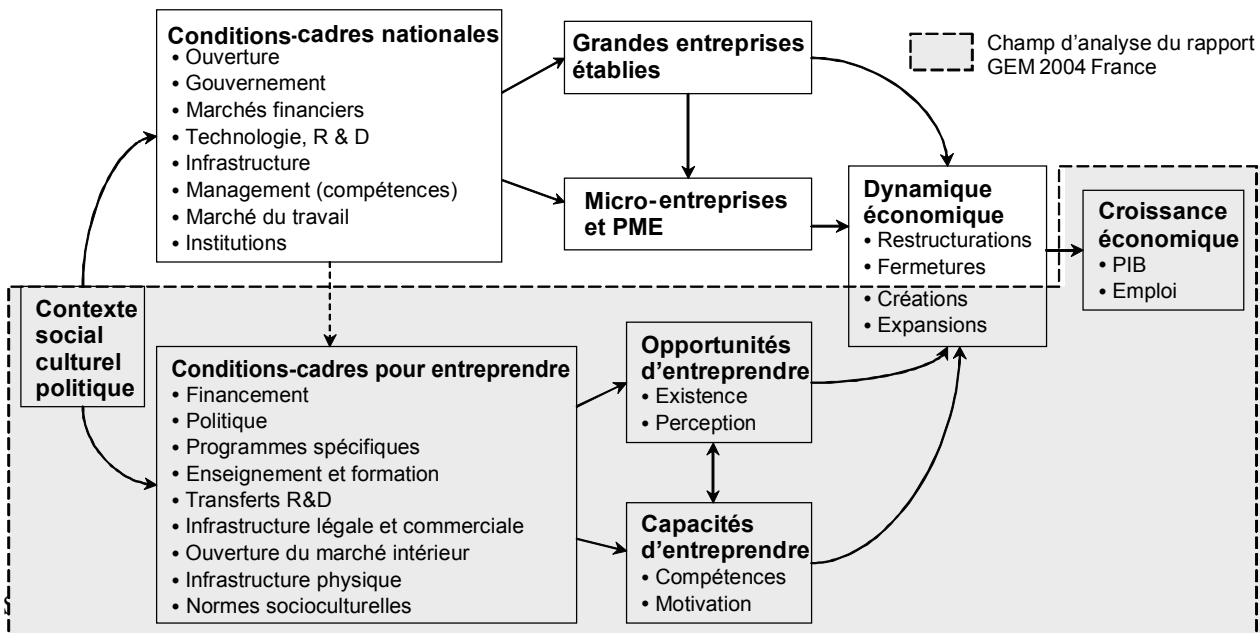 Conditions-cadres nationales
• Ouverture
• Gouvernement
• Marchés financiers
• Technologie, R & D
• Infrastructure
• Management (compétences)
• Marché du travail
• Institutions
Grandes entreprises
établies
Champ d'analyse du rapport
GEM 2004 France
Micro-entreprises
et PME
Dynamique
économique
• Restructurations
• Fermetures
• Créations
• Expansions
Croissance
économique
• PIB
• Emploi
Contexte
social
culturel
politique
Conditions-cadres pour entreprendre
• Financement
• Politique
• Programmes spécifiques
• Enseignement et formation
• Transferts R&D
• Infrastructure légale et commerciale
• Ouverture du marché intérieur
• Infrastructure physique
• Normes socioculturelles
Opportunités
d'entreprendre
• Existence
• Perception
Capacités
d'entreprendre
• Compétences
• Motivation